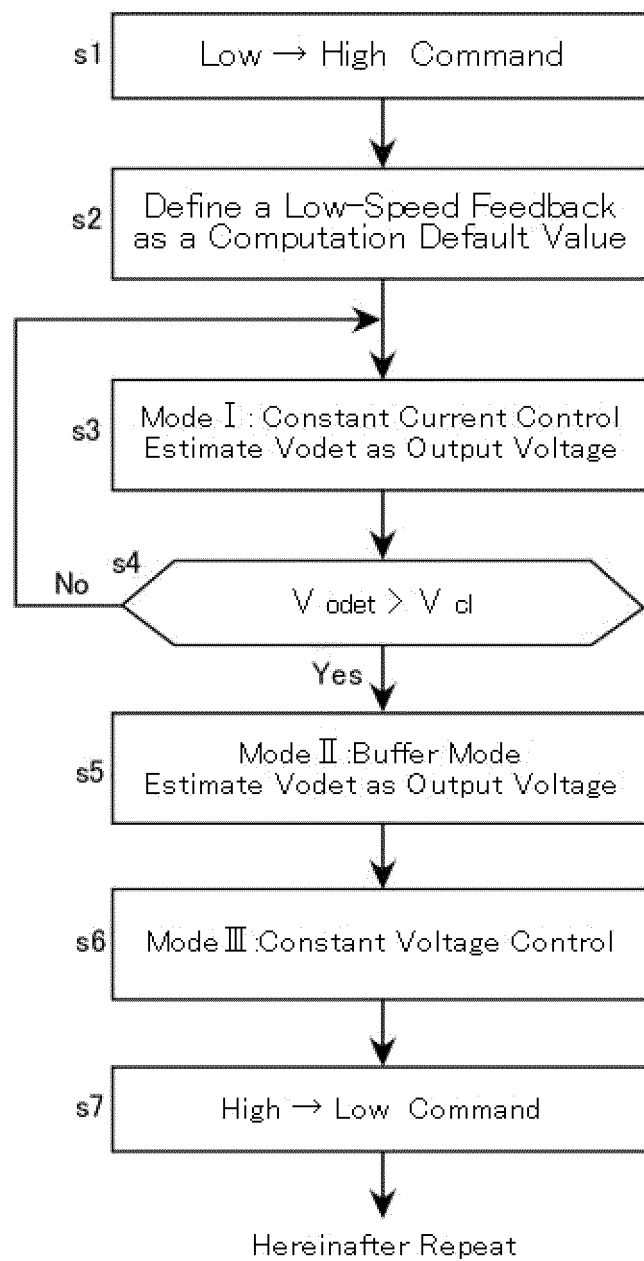 s1
Low → High Command
s2
Define a Low-Speed Feedback
as a Computation Default Value
s3
Mode Ⅰ : Constant Current Control
Estimate Vodet as Output Voltage
s4
No
V odet > V cl
Yes
s5
Mode Ⅱ :Buffer Mode
Estimate Vodet as Output Voltage
s6
Mode Ⅲ :Constant Voltage Control
s7
High → Low Command
Hereinafter Repeat